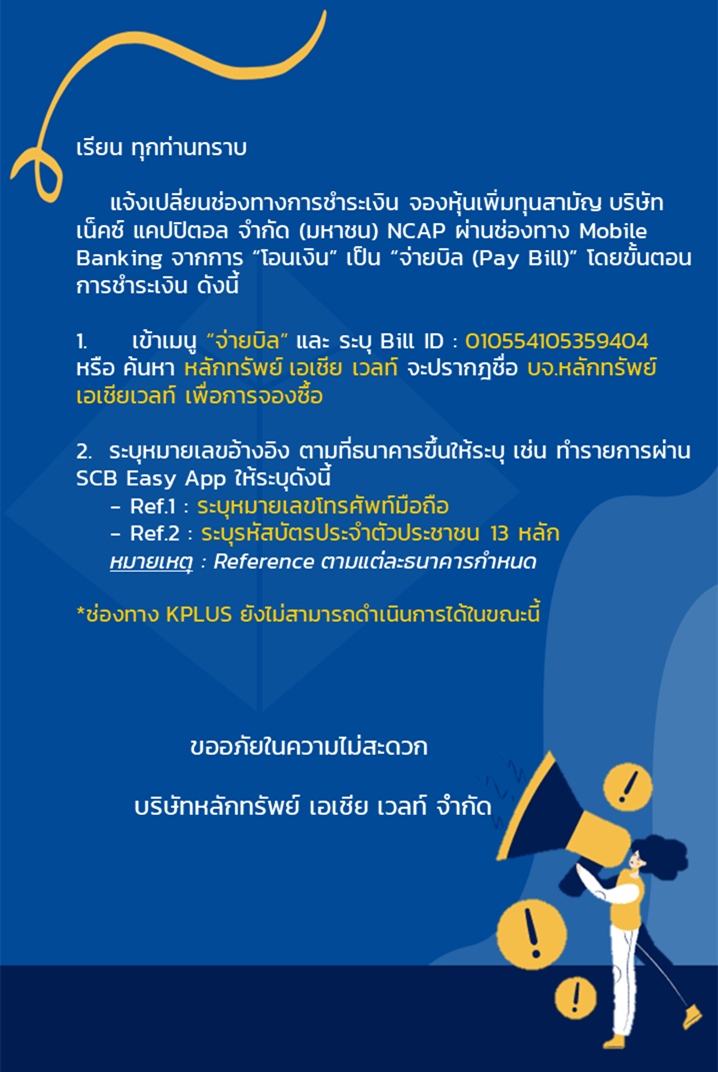 เรียน ทุกท่านทราบ
แจ้งเปลี่ยนช่องทางการชำระเงิน จองหุ้นเพิ่มทุนสามัญ บริษัท
เน็คซ์ แคปปิตอล จำกัด (มหาชน) NCAP ผ่านช่องทาง Mobile
Banking จากการ “โอนเงิน” เป็น “จ่ายบิล (Pay Bill)” โดยขั้นตอน
การชำระเงิน ดังนี้
1. เข้าเมนู “จ่ายบิล” และ ระบุ Bill ID : 010554105359404
หรือ ค้นหา หลักทรัพย์ เอเชีย เวลท์ จะปรากฎชื่อ บจ.หลักทรัพย์
เอเชียเวลท์ เพื่อการจองซื้อ
2. ระบุหมายเลขอ้างอิง ตามที่ธนาคารขึ้นให้ระบุ เช่น ทำรายการผ่าน
SCB Easy App ให้ระบุดังนี้
- Ref.1 : ระบุหมายเลขโทรศัพท์มือถือ
- Ref.2 : ระบุรหัสบัตรประจำตัวประชาชน 13 หลัก
หมายเหตุ : Reference ตามแต่ละธนาคารกำหนด
*ช่องทาง KPLUS ยังไม่สามารถดำเนินการได้ในขณะนี้
ขออภัยในความไม่สะดวก
บริษัทหลักทรัพย์ เอเชีย เวลท์ จำกัด